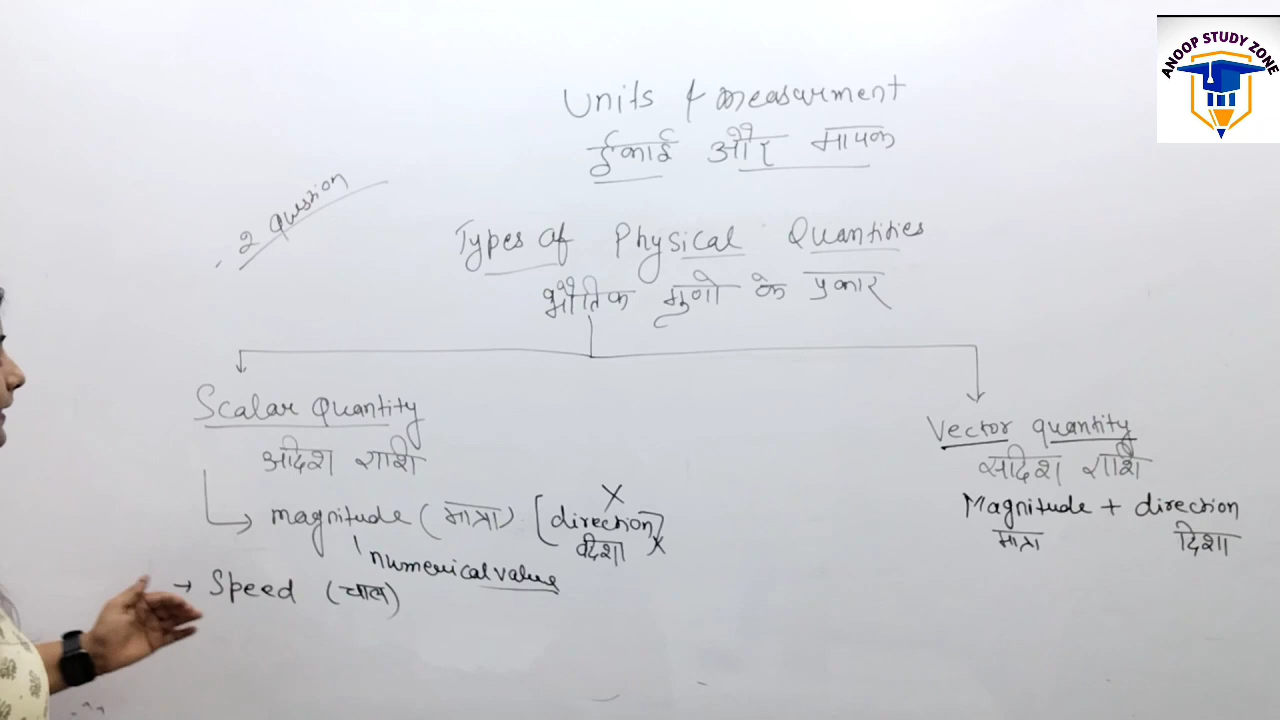 ANOOP STUDY ZONE
Units & measurment
ईकाई और मापक
2 Question
Types of Physical Quantities
भौतिक गुणो के प्रकार
Scalar Quantity
अदिश राशि
magnitude (मात्रा) [direction]
दिशा
numerical value
→ Speed (चाल)
Vector quantity
सदिश राशि
Magnitude + direction
मात्रा दिशा